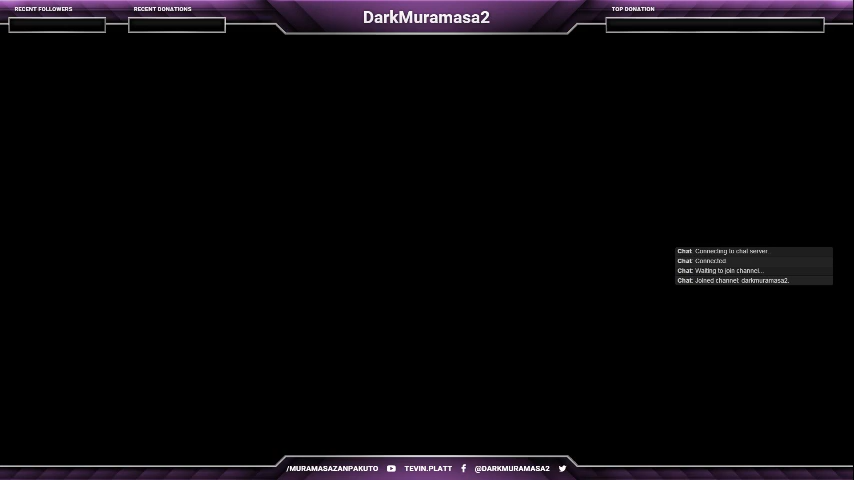 RECENT FOLLOWERS
RECENT DONATIONS
DarkMuramasa2
TOP DONATION
Chat: Connecting to chat server...
Chat: Connected
Chat: Waiting to join channel...
Chat: Joined channel: darkmuramasa2.
/MURAMASAZANPAKUTO TEVIN.PLATT @DARKMURAMASA2